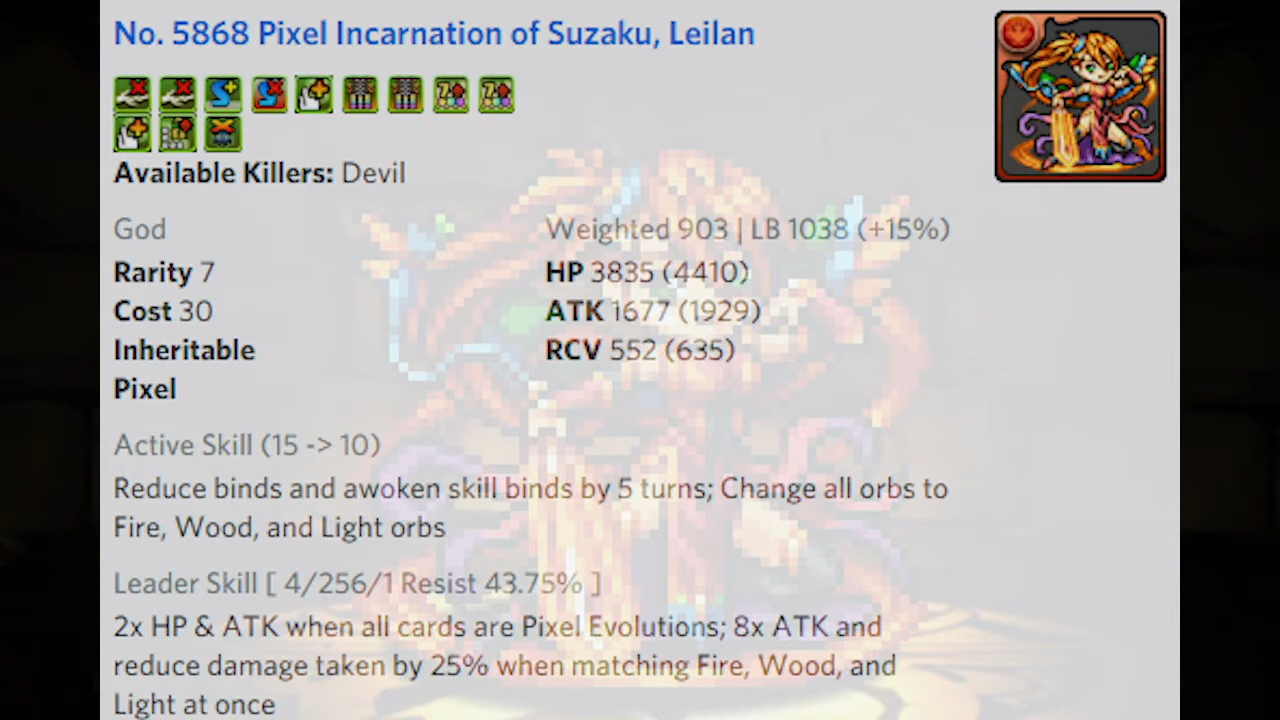 No. 5868 Pixel Incarnation of Suzaku, Leilan
Available Killers: Devil
God
Weighted 903 | LB 1038 (+15%)
Rarity 7
HP 3835 (4410)
Cost 30
ATK 1677 (1929)
Inheritable
RCV 552 (635)
Pixel
Active Skill (15 -> 10)
Reduce binds and awoken skill binds by 5 turns; Change all orbs to
Fire, Wood, and Light orbs
Leader Skill [ 4/256/1 Resist 43.75% ]
2x HP & ATK when all cards are Pixel Evolutions; 8x ATK and
reduce damage taken by 25% when matching Fire, Wood, and
Light at once